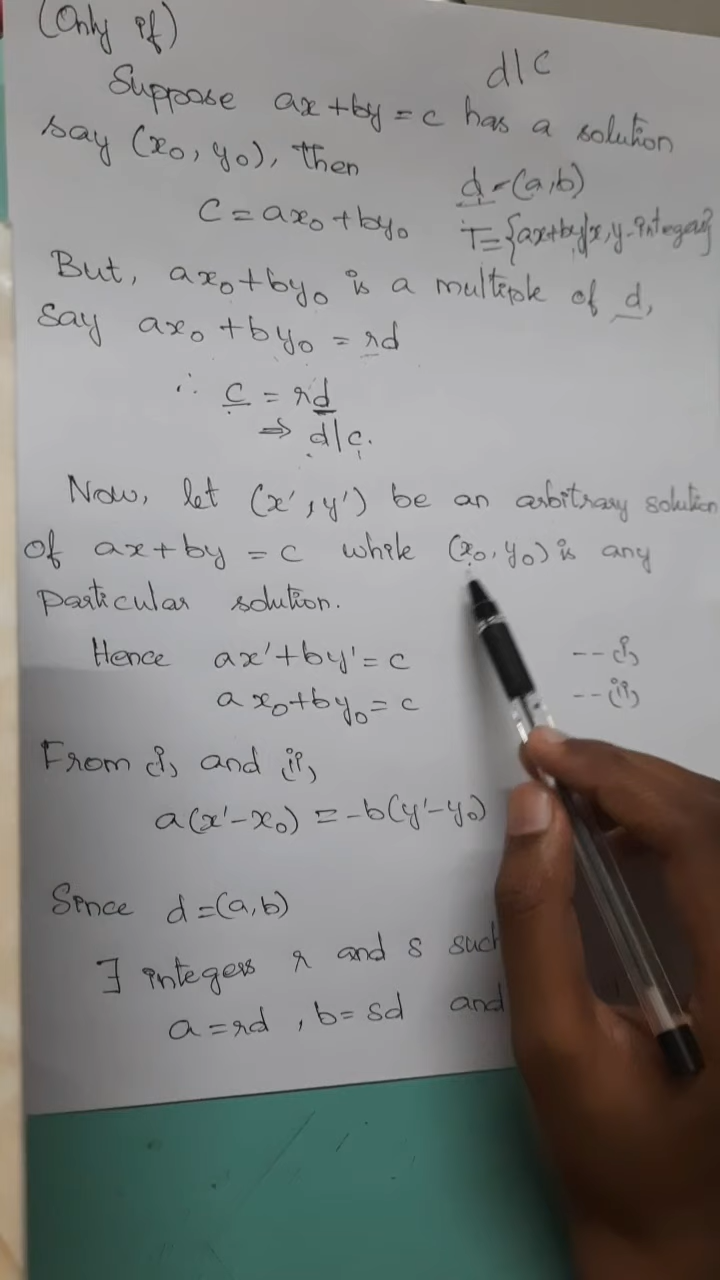 (Only if)
d|c
Suppose ax+by=c has a solution
say (x₀, y₀), then
d=(a,b)
c=ax₀+by₀
T={ax+by|x,y-integer}
But, ax₀+by₀ is a multiple of d,
say ax₀+by₀=rd
∴ c=rd
⇒ d|c.
Now, let (x', y') be an arbitrary solution
of ax+by=c while (x₀, y₀) is any
particular solution.
Hence ax'+by'=c --(i)
ax₀+by₀=c --(ii)
From (i) and (ii)
a(x'-x₀)=-b(y'-y₀)
Since d=(a,b)
∃ integers r and s such
a=rd, b=sd and